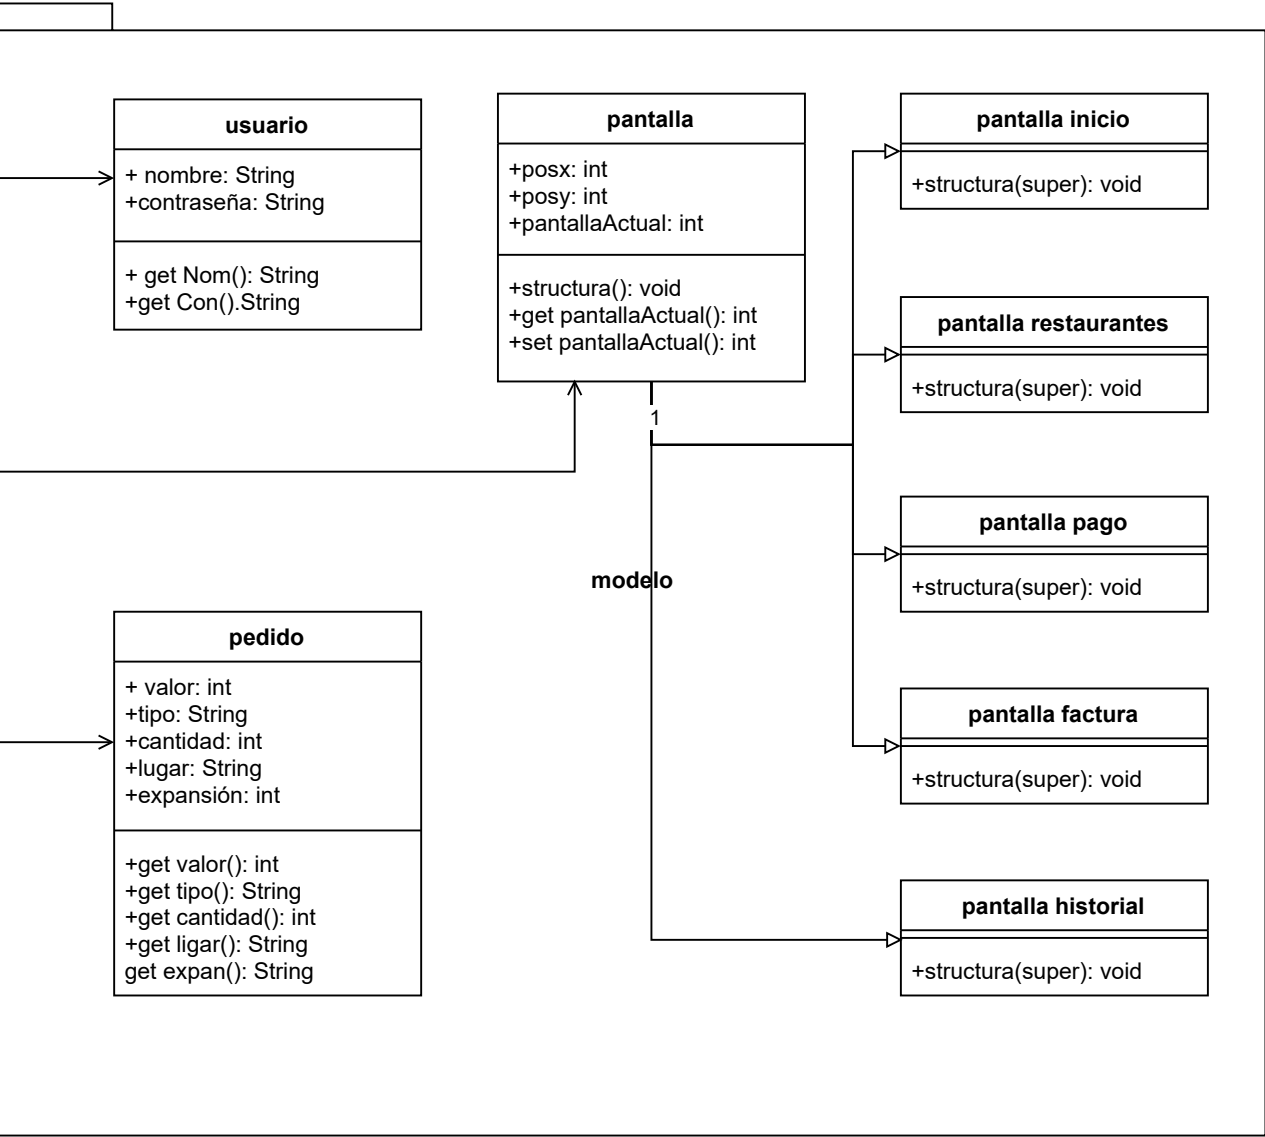 usuario
+ nombre: String
+contraseña: String
+ get Nom(): String
+get Con().String
pantalla
+posx: int
+posy: int
+pantallaActual: int
+structura(): void
+get pantallaActual(): int
+set pantallaActual(): int
1
modelo
pedido
+ valor: int
+tipo: String
+cantidad: int
+lugar: String
+expansión: int
+get valor(): int
+get tipo(): String
+get cantidad(): int
+get ligar(): String
get expan(): String
pantalla inicio
+structura(super): void
pantalla restaurantes
+structura(super): void
pantalla pago
+structura(super): void
pantalla factura
+structura(super): void
pantalla historial
+structura(super): void